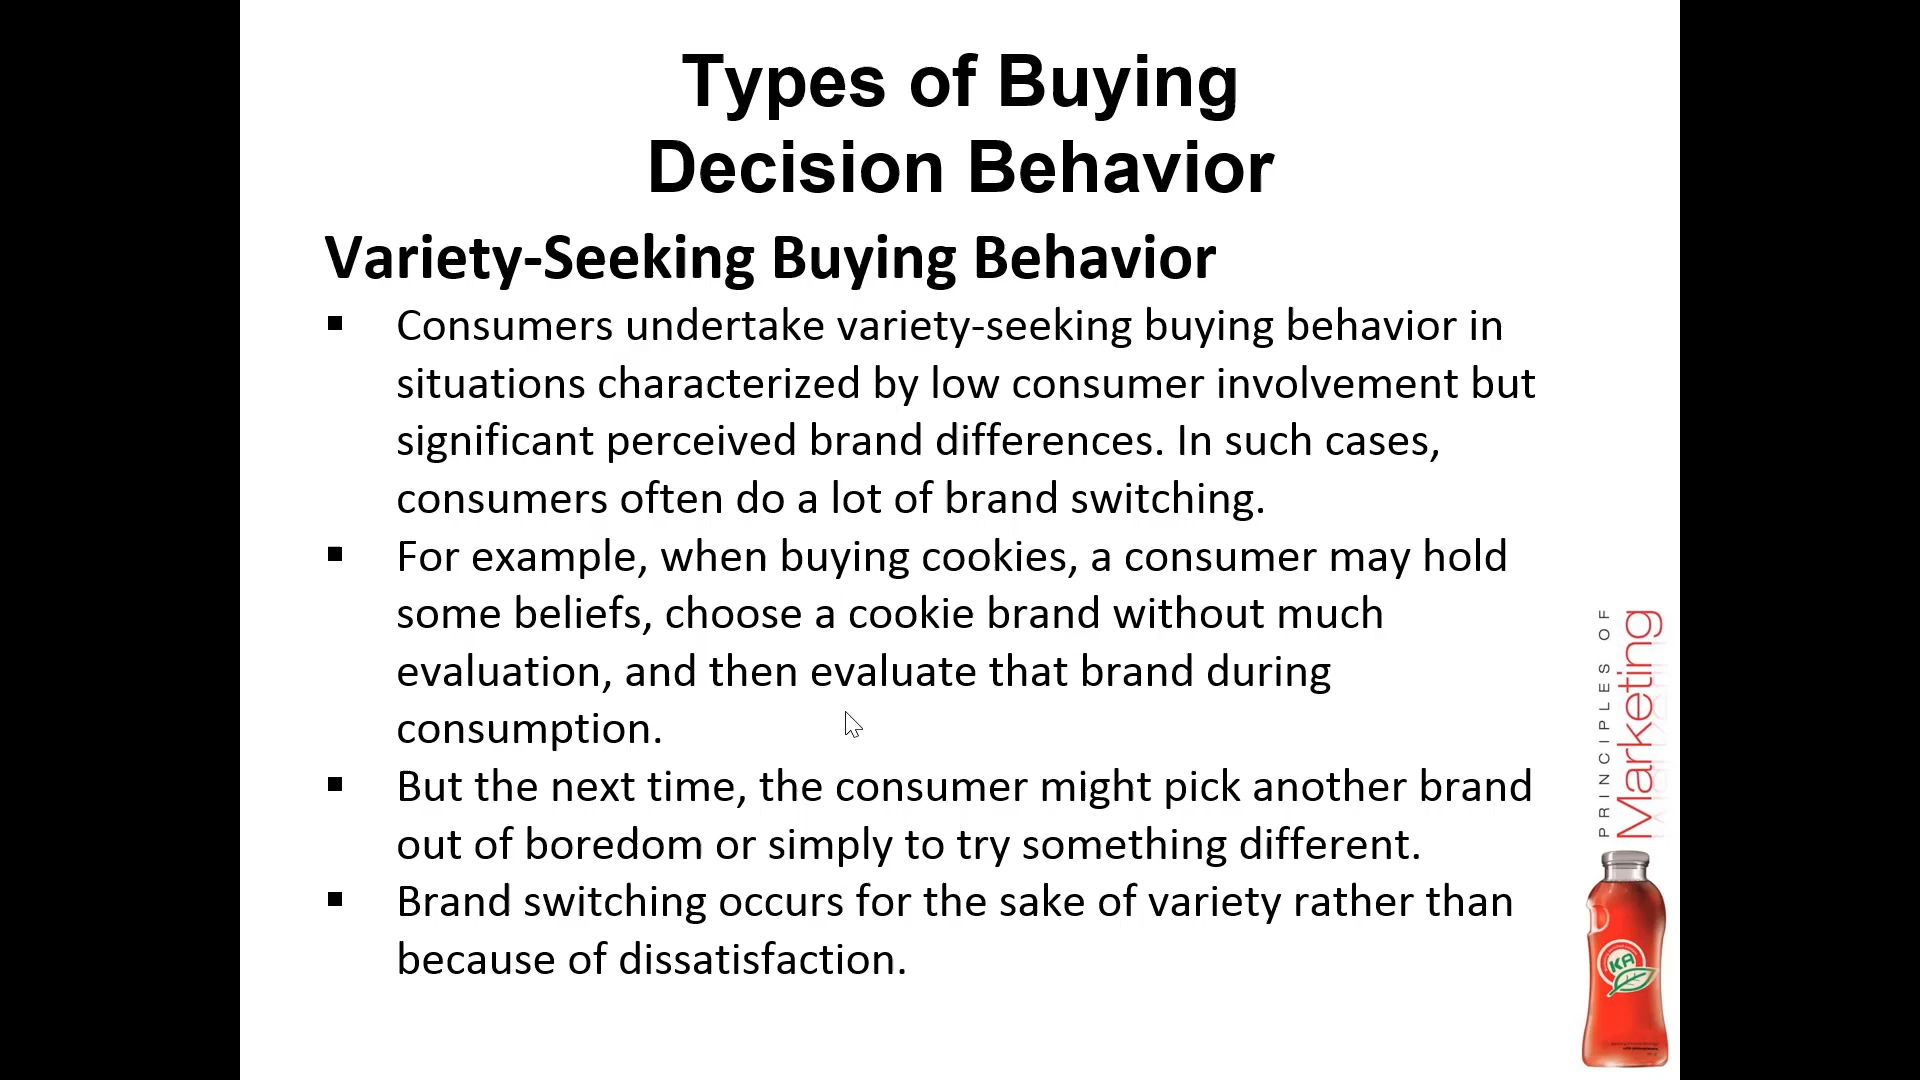 Types of Buying
Decision Behavior
Variety-Seeking Buying Behavior
▪ Consumers undertake variety-seeking buying behavior in
situations characterized by low consumer involvement but
significant perceived brand differences. In such cases,
consumers often do a lot of brand switching.
▪ For example, when buying cookies, a consumer may hold
some beliefs, choose a cookie brand without much
evaluation, and then evaluate that brand during
consumption.
▪ But the next time, the consumer might pick another brand
out of boredom or simply to try something different.
▪ Brand switching occurs for the sake of variety rather than
because of dissatisfaction.
PRINCIPLES OF
Marketing
KA